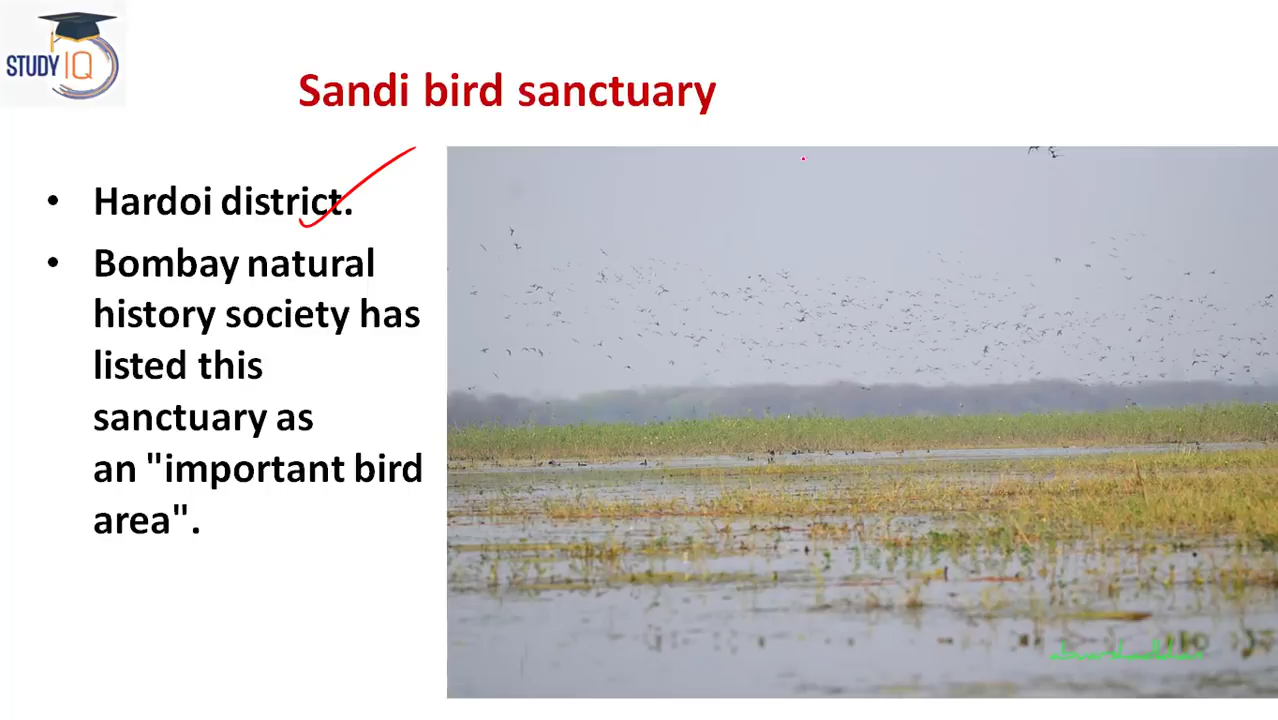 STUDY IQ
Sandi bird sanctuary
• Hardoi district.
• Bombay natural
history society has
listed this
sanctuary as
an "important bird
area".